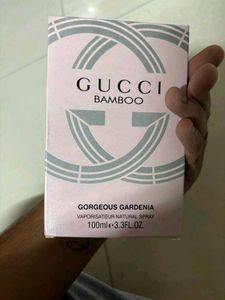 GUCCI
BAMBOO
GORGEOUS GARDENIA
VAPORISATEUR NATURAL SPRAY
100ml℮3.3FL.OZ.